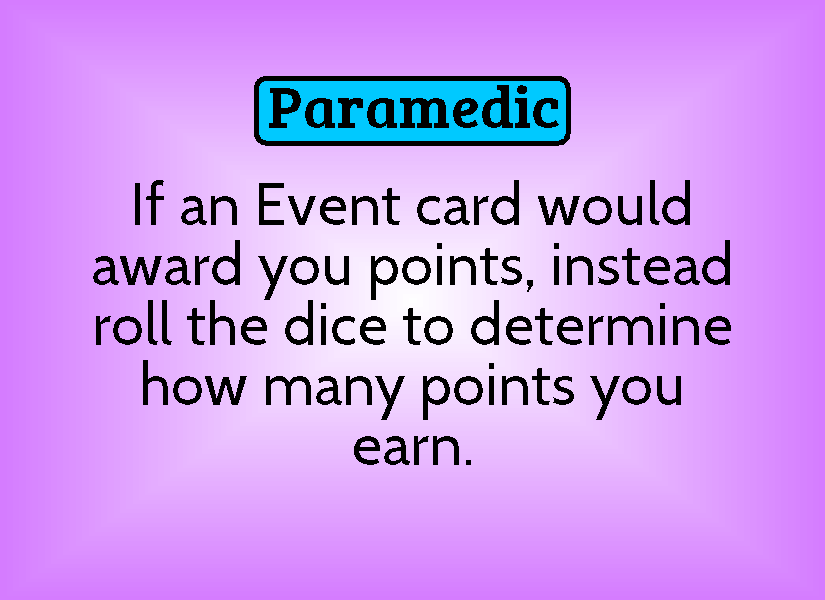 Paramedic
If an Event card would
award you points, instead
roll the dice to determine
how many points you
earn.